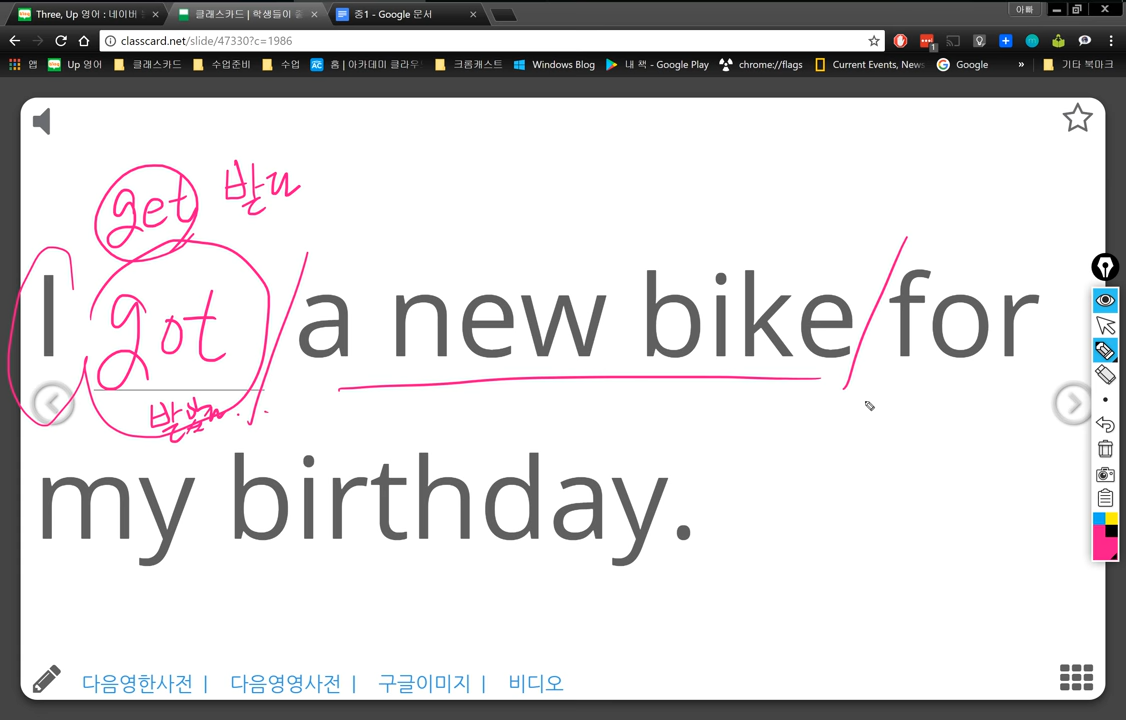 Three, Up 영어 : 네이버
클래스카드 | 학생들이 줄
중1 - Google 문서
아빠
classcard.net/slide/47330?c=1986
1
앱 Up 영어 클래스카드 수업준비 수업 홈 | 아카데미 클라우 크롬캐스트 Windows Blog 내 책 - Google Play chrome://flags Current Events, News Google » 기타 북마크
get 받다
I got a new bike for
my birthday.
다음영한사전 | 다음영영사전 | 구글이미지 | 비디오